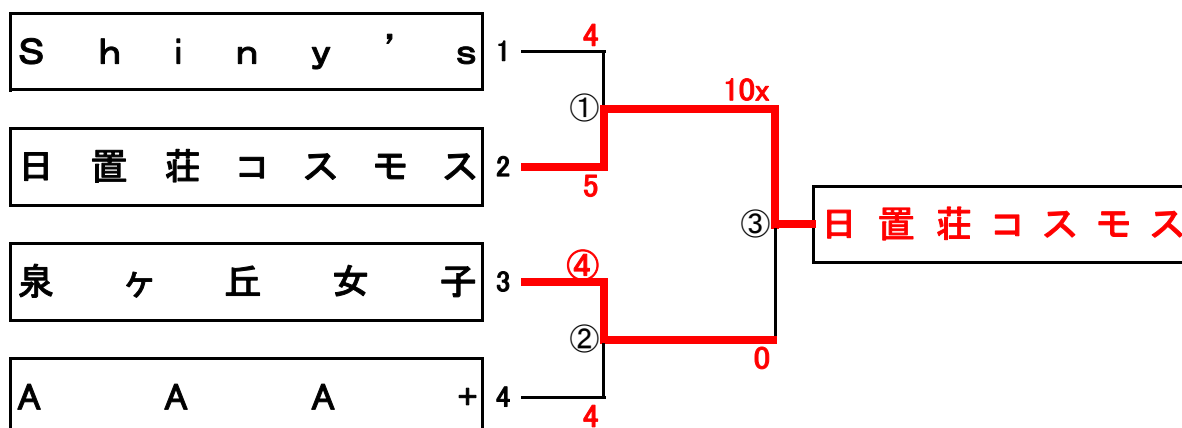 Ｓｈｉｎｙ’ｓ 1 4
① 10x
日置荘コスモス 2 5
③ 日置荘コスモス
泉ヶ丘女子 3 ④
② 0
ＡＡＡ+ 4 4